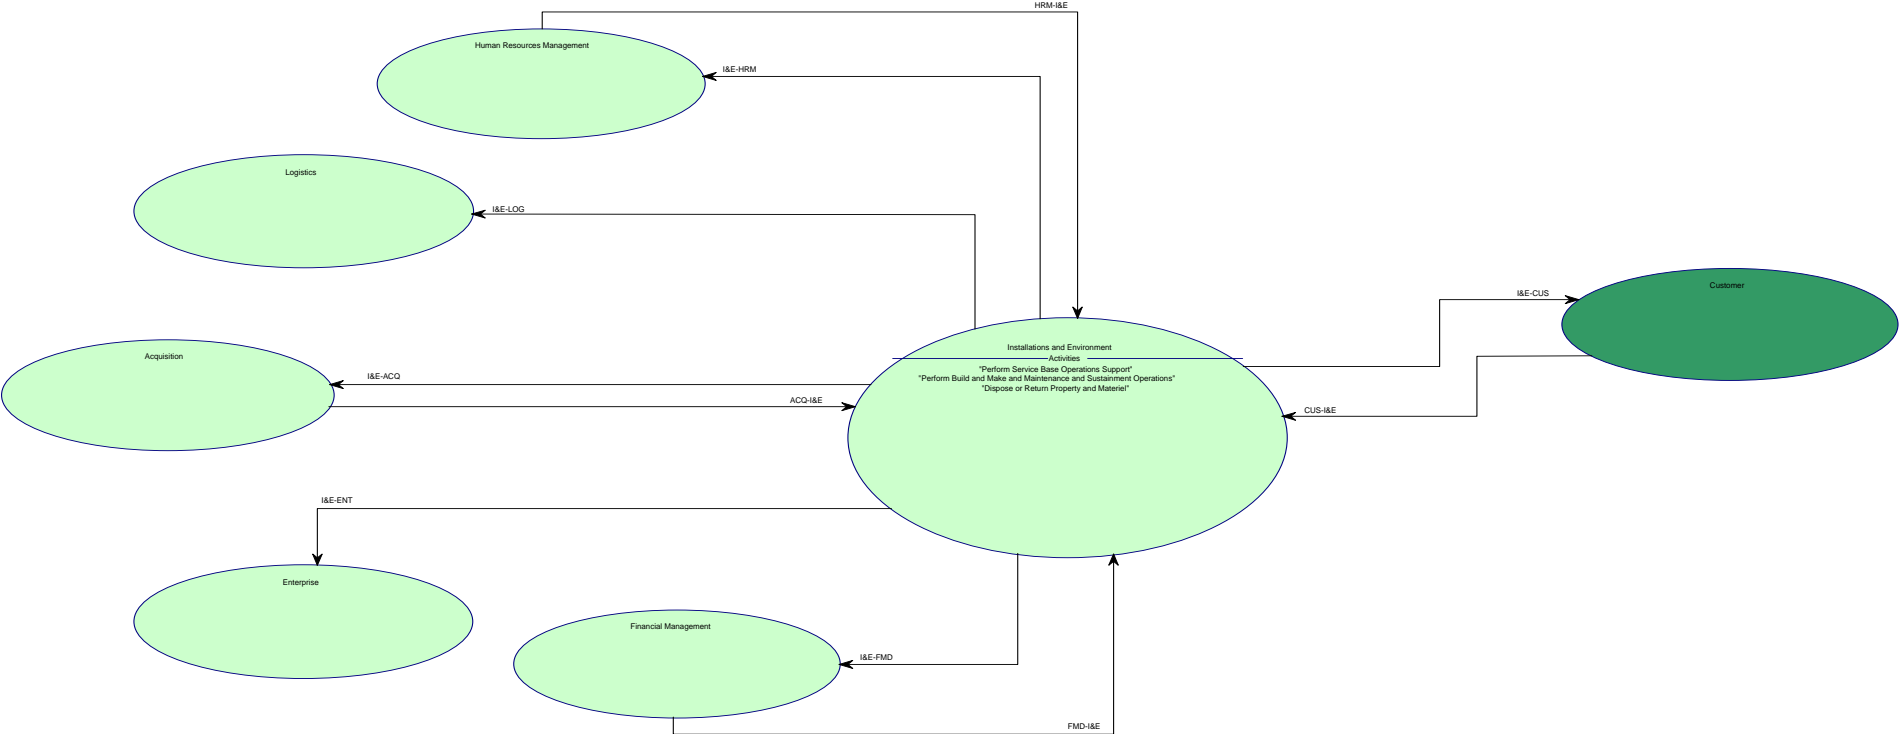 HRM-I&E
Human Resources Management
I&E-HRM
Logistics
I&E-LOG
Customer
I&E-CUS
Installations and Environment
Activities
"Perform Service Base Operations Support"
"Perform Build and Make and Maintenance and Sustainment Operations"
"Dispose or Return Property and Materiel"
Acquisition
I&E-ACQ
ACQ-I&E
CUS-I&E
I&E-ENT
Enterprise
Financial Management
I&E-FMD
FMD-I&E